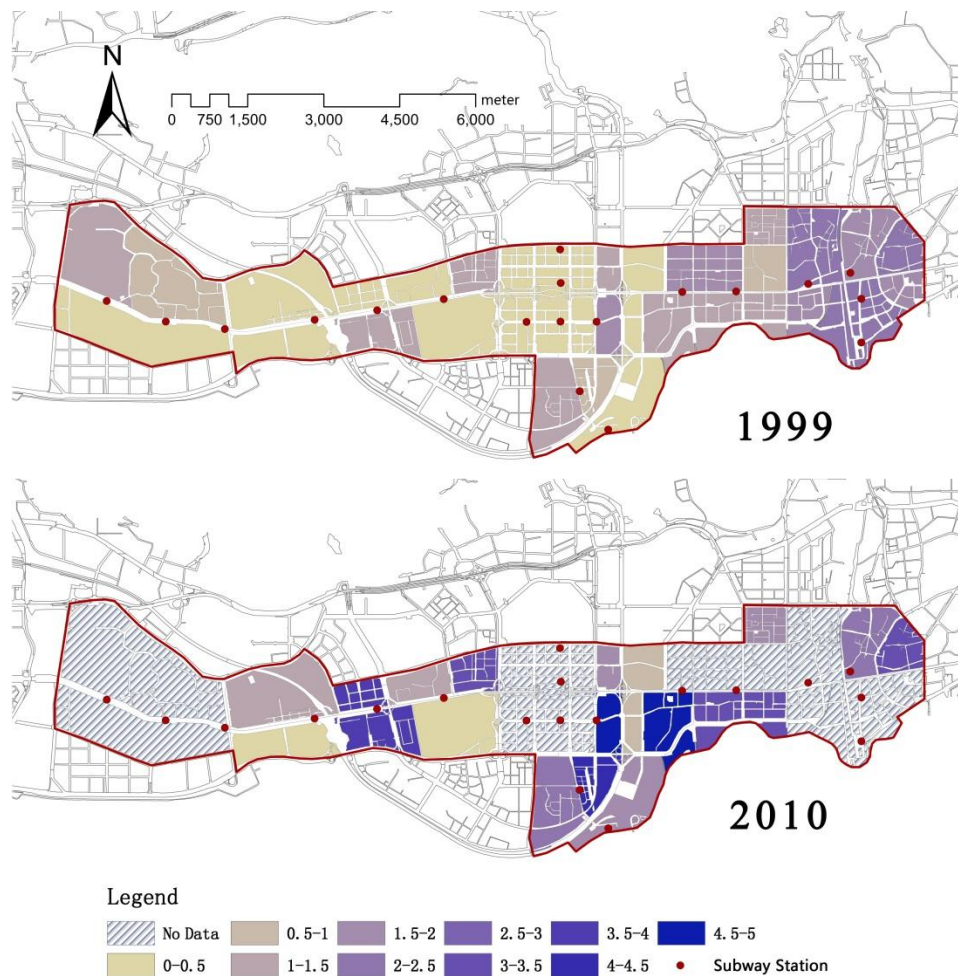 N
meter
0 750 1,500 3,000 4,500 6,000
1999
2010
Legend
No Data 0.5-1 1.5-2 2.5-3 3.5-4 4.5-5
0-0.5 1-1.5 2-2.5 3-3.5 4-4.5 Subway Station